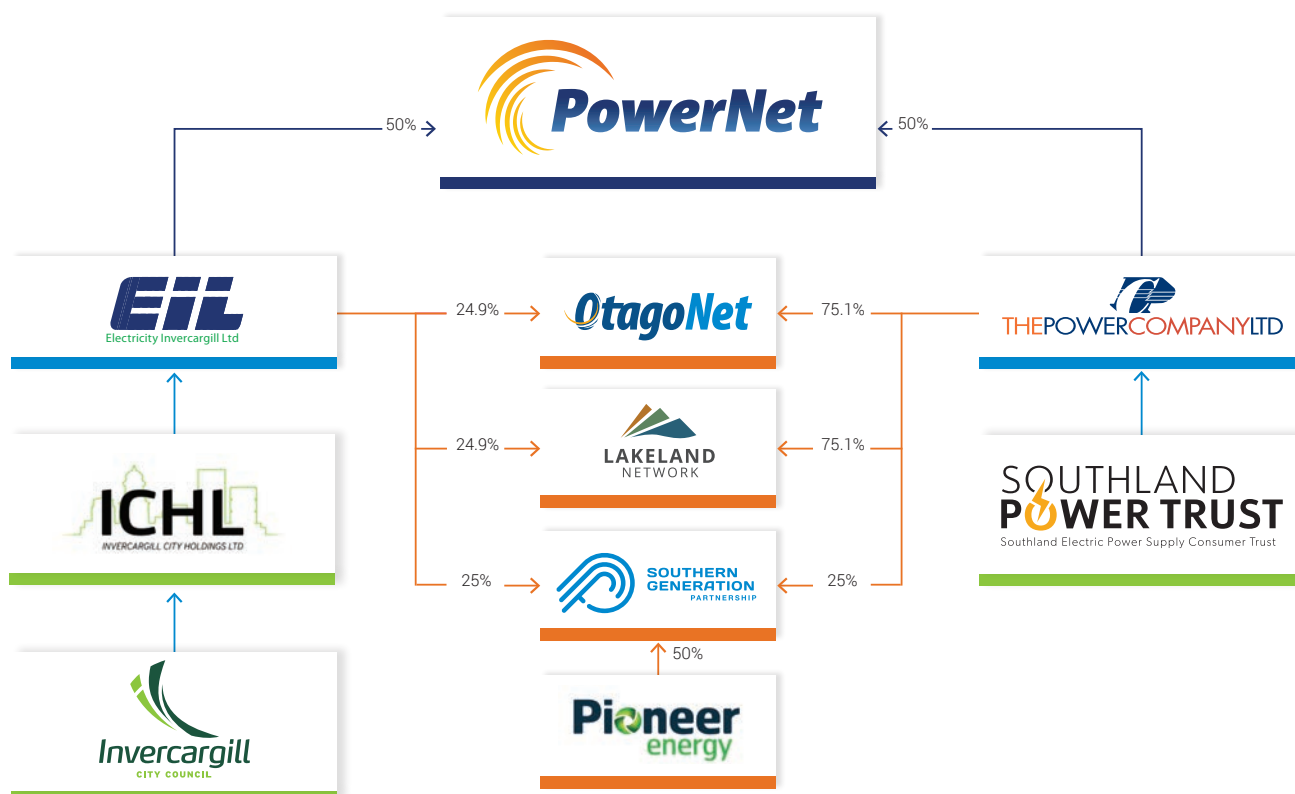 PowerNet
50%
50%
EIL
Electricity Invercargill Ltd
24.9%
OtagoNet
75.1%
THEPOWERCOMPANYLTD
24.9%
LAKELAND
NETWORK
75.1%
ICHL
INVERCARGILL CITY HOLDINGS LTD
SOUTHLAND
POWER TRUST
Southland Electric Power Supply Consumer Trust
25%
SOUTHERN
GENERATION
PARTNERSHIP
25%
50%
Invercargill
CITY COUNCIL
Pioneer
energy